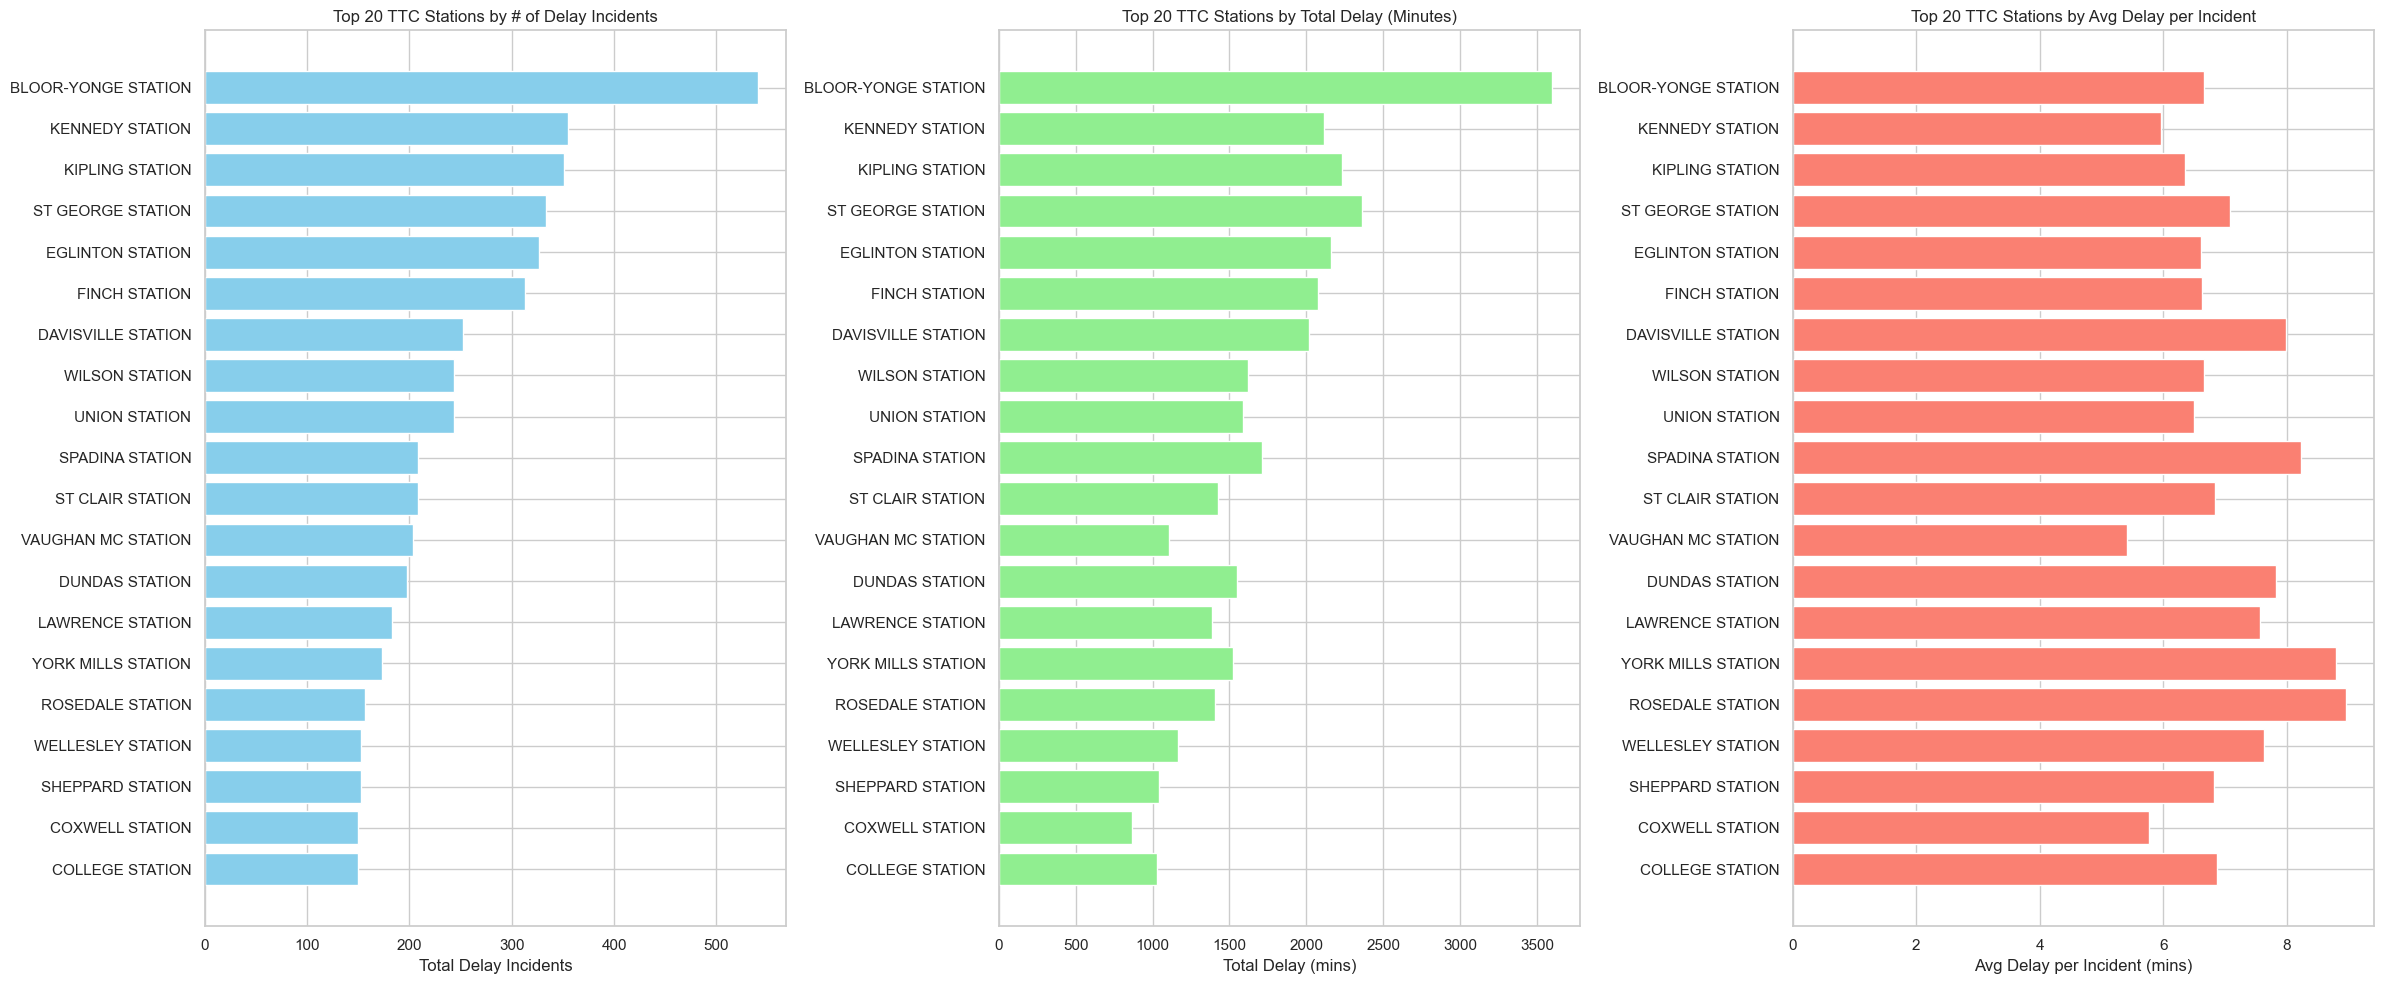 Top 20 TTC Stations by # of Delay Incidents
BLOOR-YONGE STATION
KENNEDY STATION
KIPLING STATION
ST GEORGE STATION
EGLINTON STATION
FINCH STATION
DAVISVILLE STATION
WILSON STATION
UNION STATION
SPADINA STATION
ST CLAIR STATION
VAUGHAN MC STATION
DUNDAS STATION
LAWRENCE STATION
YORK MILLS STATION
ROSEDALE STATION
WELLESLEY STATION
SHEPPARD STATION
COXWELL STATION
COLLEGE STATION
0 100 200 300 400 500
Total Delay Incidents
Top 20 TTC Stations by Total Delay (Minutes)
BLOOR-YONGE STATION
KENNEDY STATION
KIPLING STATION
ST GEORGE STATION
EGLINTON STATION
FINCH STATION
DAVISVILLE STATION
WILSON STATION
UNION STATION
SPADINA STATION
ST CLAIR STATION
VAUGHAN MC STATION
DUNDAS STATION
LAWRENCE STATION
YORK MILLS STATION
ROSEDALE STATION
WELLESLEY STATION
SHEPPARD STATION
COXWELL STATION
COLLEGE STATION
0 500 1000 1500 2000 2500 3000 3500
Total Delay (mins)
Top 20 TTC Stations by Avg Delay per Incident
BLOOR-YONGE STATION
KENNEDY STATION
KIPLING STATION
ST GEORGE STATION
EGLINTON STATION
FINCH STATION
DAVISVILLE STATION
WILSON STATION
UNION STATION
SPADINA STATION
ST CLAIR STATION
VAUGHAN MC STATION
DUNDAS STATION
LAWRENCE STATION
YORK MILLS STATION
ROSEDALE STATION
WELLESLEY STATION
SHEPPARD STATION
COXWELL STATION
COLLEGE STATION
0 2 4 6 8
Avg Delay per Incident (mins)